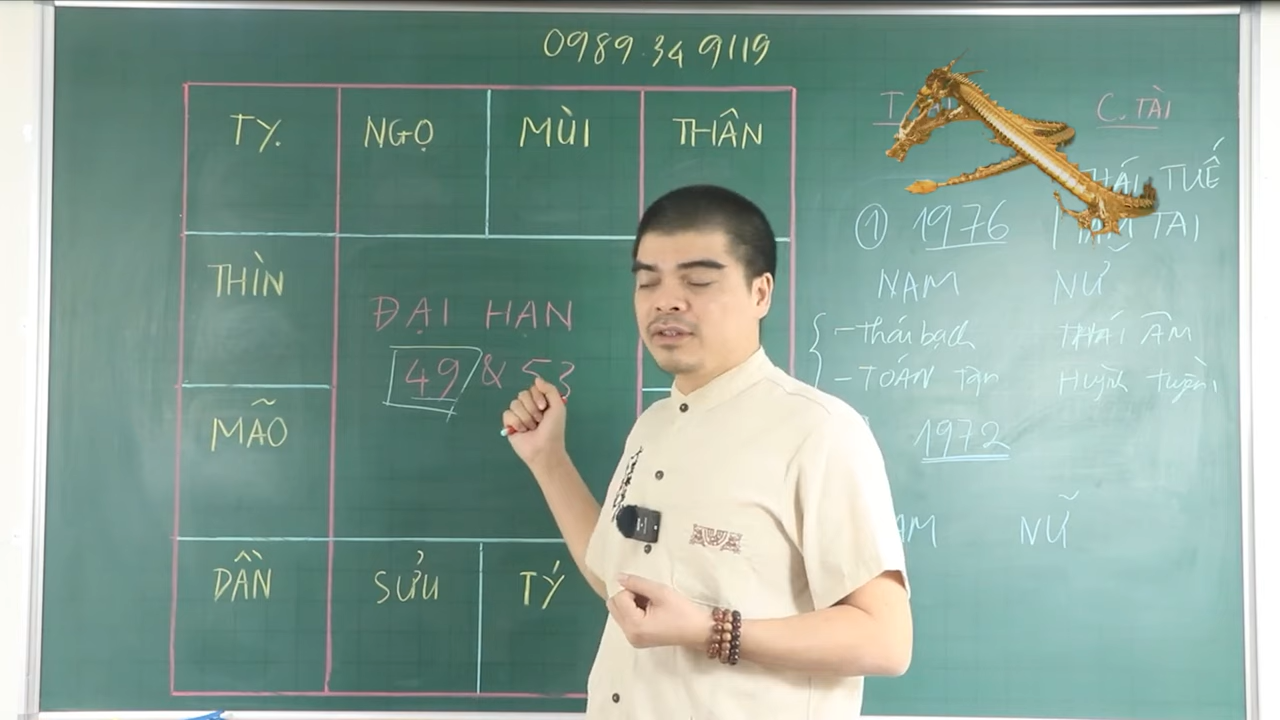 0989.34 9119
TỴ. NGỌ MÙI THÂN
THÌN
ĐẠI HẠN
49 & 53
MÃO
DẦN SỬU TÝ
C. TÀI
TUẾ
① 1976 TAI
NAM NỮ
- Thái bạch THÁI ÂM
- TOÁN Tận Huỳnh tuyền
1972
NỮ